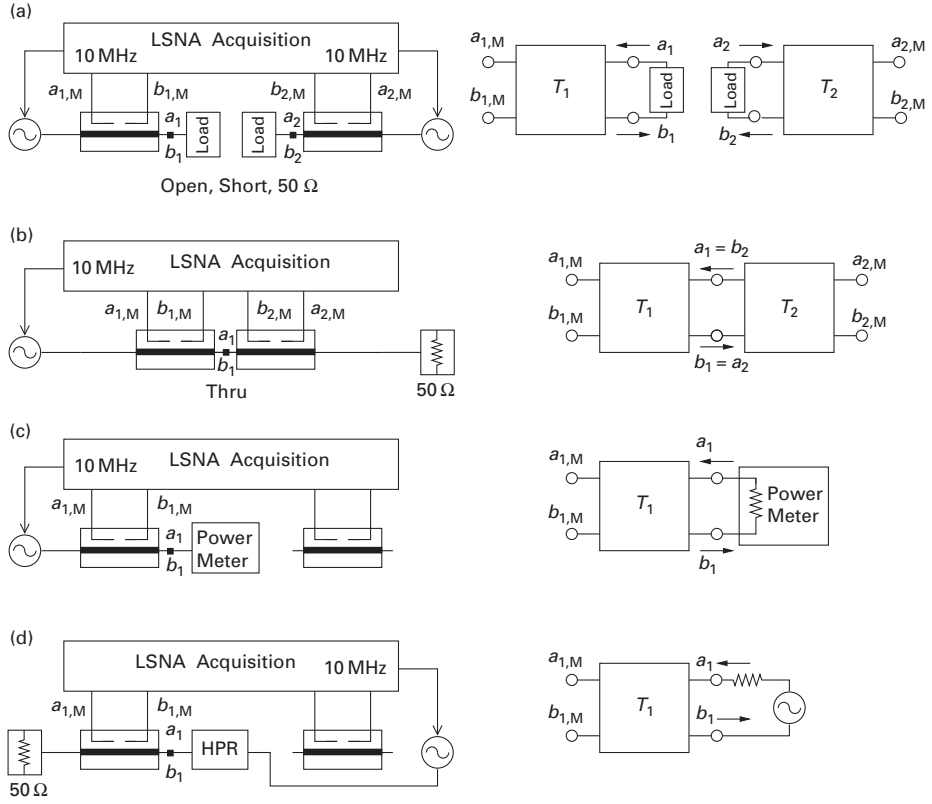 (a)
LSNA Acquisition
10 MHz
10 MHz
a1,M
b1,M
b2,M
a2,M
a1
b1
Load
Load
a2
b2
Open, Short, 50 Ω
a1,M
b1,M
T1
a1
b1
Load
Load
a2
b2
T2
a2,M
b2,M
(b)
LSNA Acquisition
10 MHz
a1,M
b1,M
b2,M
a2,M
a1
b1
Thru
50 Ω
a1,M
b1,M
T1
a1 = b2
b1 = a2
T2
a2,M
b2,M
(c)
LSNA Acquisition
10 MHz
a1,M
b1,M
a1
b1
Power
Meter
a1,M
b1,M
T1
a1
b1
Power
Meter
(d)
LSNA Acquisition
10 MHz
a1,M
b1,M
a1
b1
HPR
50 Ω
a1,M
b1,M
T1
a1
b1